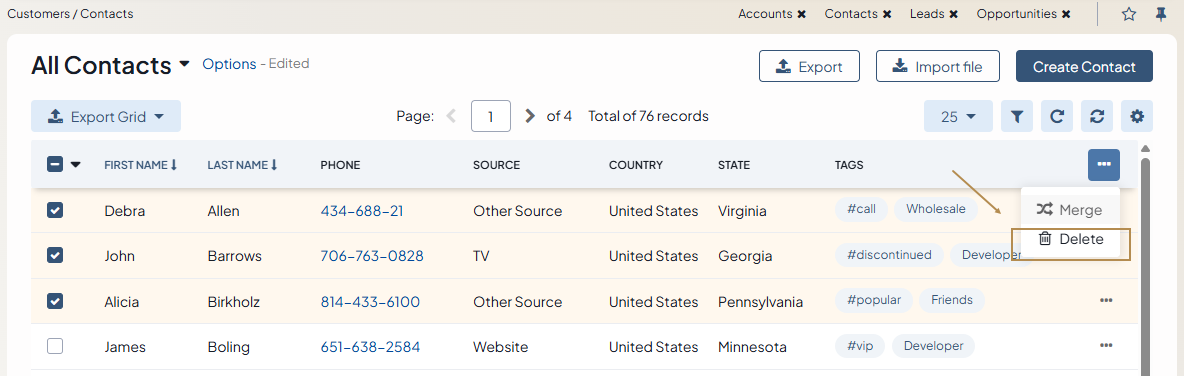 Customers / Contacts Accounts Contacts Leads Opportunities
All Contacts Options - Edited Export Import file Create Contact
Export Grid Page: 1 of 4 Total of 76 records 25
FIRST NAME LAST NAME PHONE SOURCE COUNTRY STATE TAGS
Debra Allen 434-688-21 Other Source United States Virginia #call Wholesale Merge
John Barrows 706-763-0828 TV United States Georgia #discontinued Developer Delete
Alicia Birkholz 814-433-6100 Other Source United States Pennsylvania #popular Friends
James Boling 651-638-2584 Website United States Minnesota #vip Developer